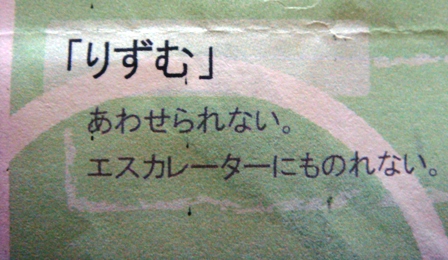 「りずむ」
あわせられない。
エスカレーターにものれない。